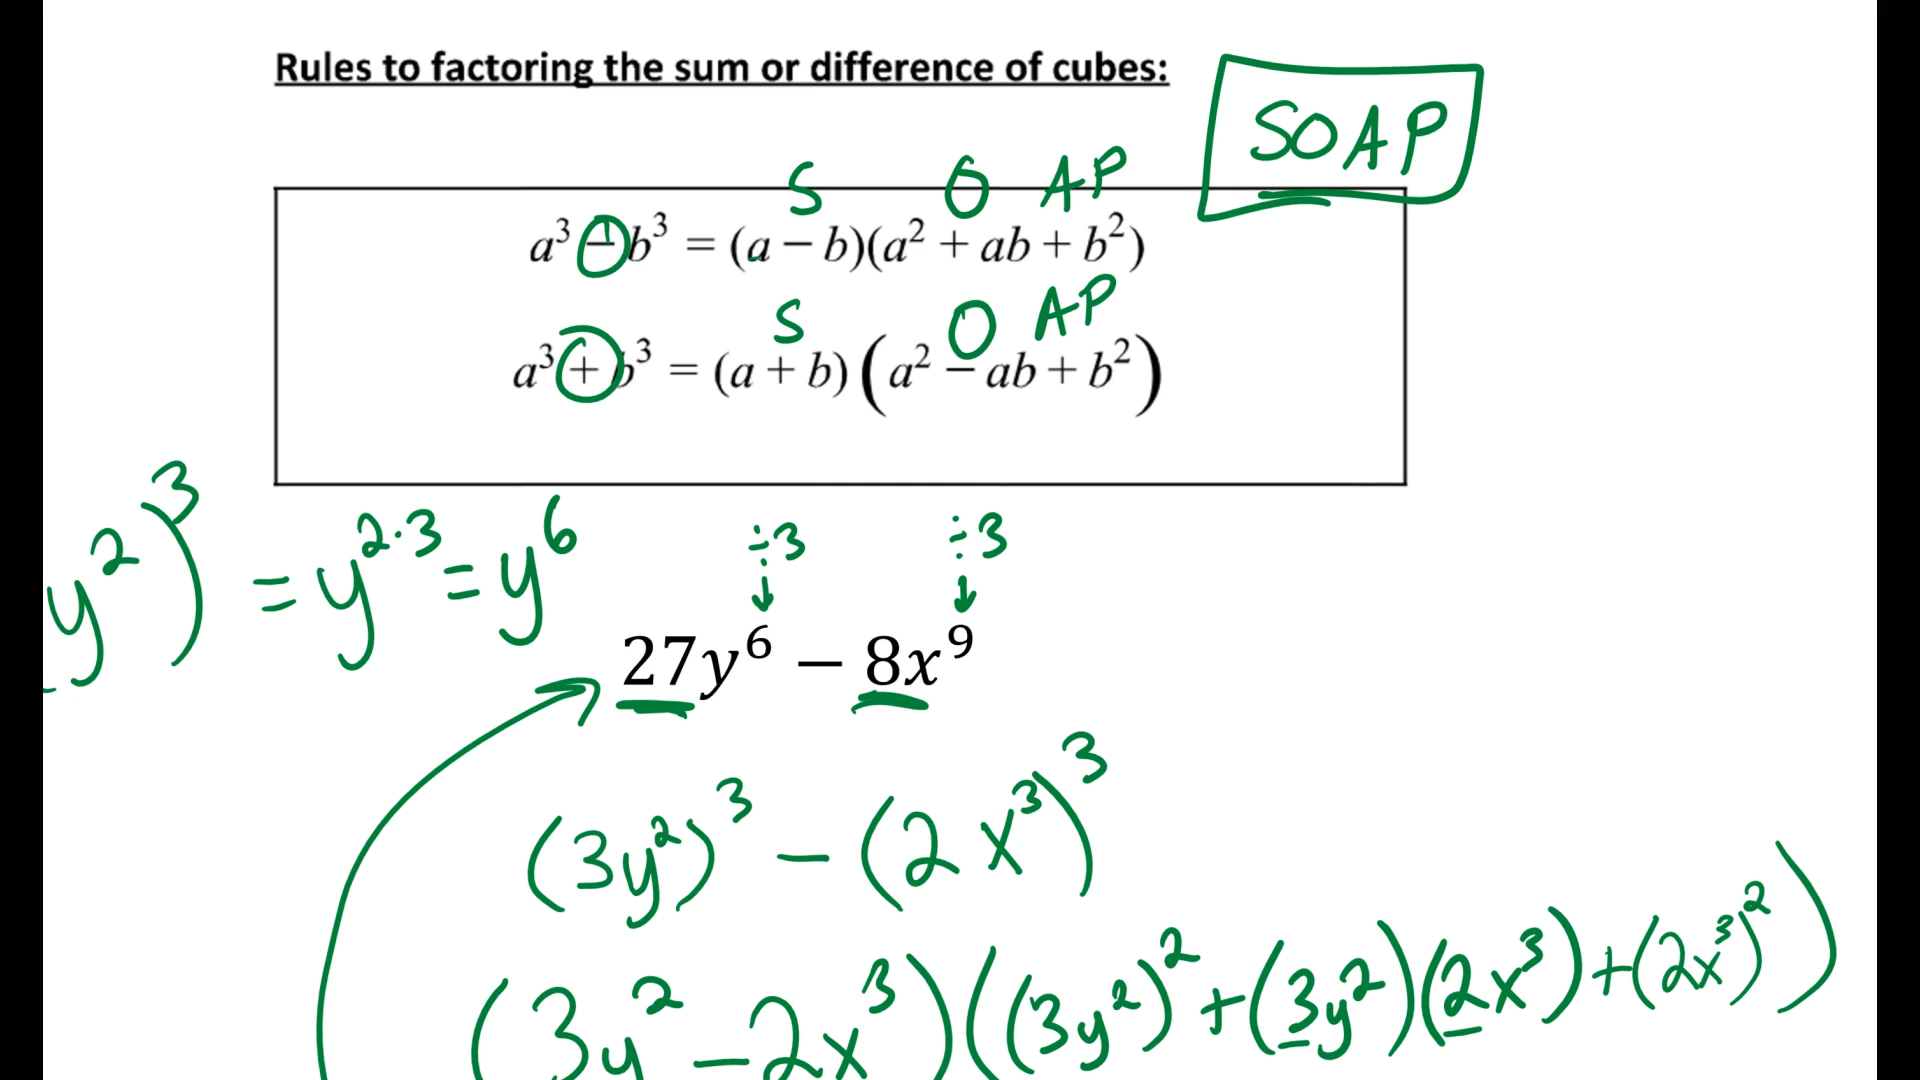 Rules to factoring the sum or difference of cubes:
SOAP
S O AP
a³ − b³ = (a − b)(a² + ab + b²)
S O AP
a³ + b³ = (a + b)(a² − ab + b²)
y²)³ = y²·³ = y⁶
÷3 ÷3
27y⁶ − 8x⁹
(3y²)³ − (2x³)³
(3y² − 2x³)((3y²)² + (3y²)(2x³) + (2x³)²)